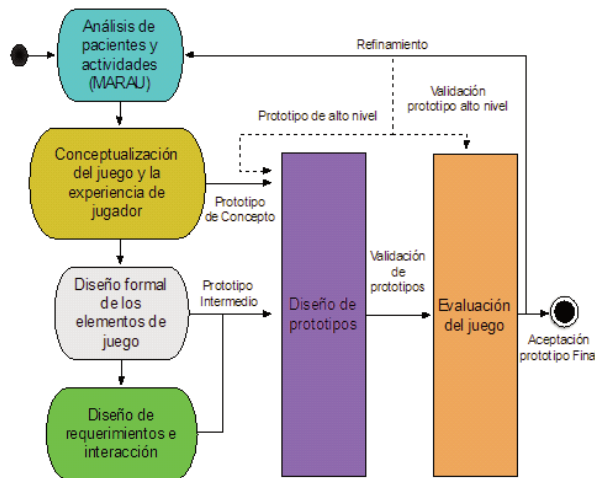 Análisis de
pacientes y
actividades
(MARAU)
Refinamiento
Validación
prototipo alto nivel
Prototipo de alto nivel
Conceptualización
del juego y la
experiencia de
jugador
Prototipo
de Concepto
Diseño formal
de los
elementos de
juego
Prototipo
Intermedio
Diseño de
prototipos
Validación
de
prototipos
Evaluación
del juego
Aceptación
prototipo Fina
Diseño de
requerimientos e
interacción